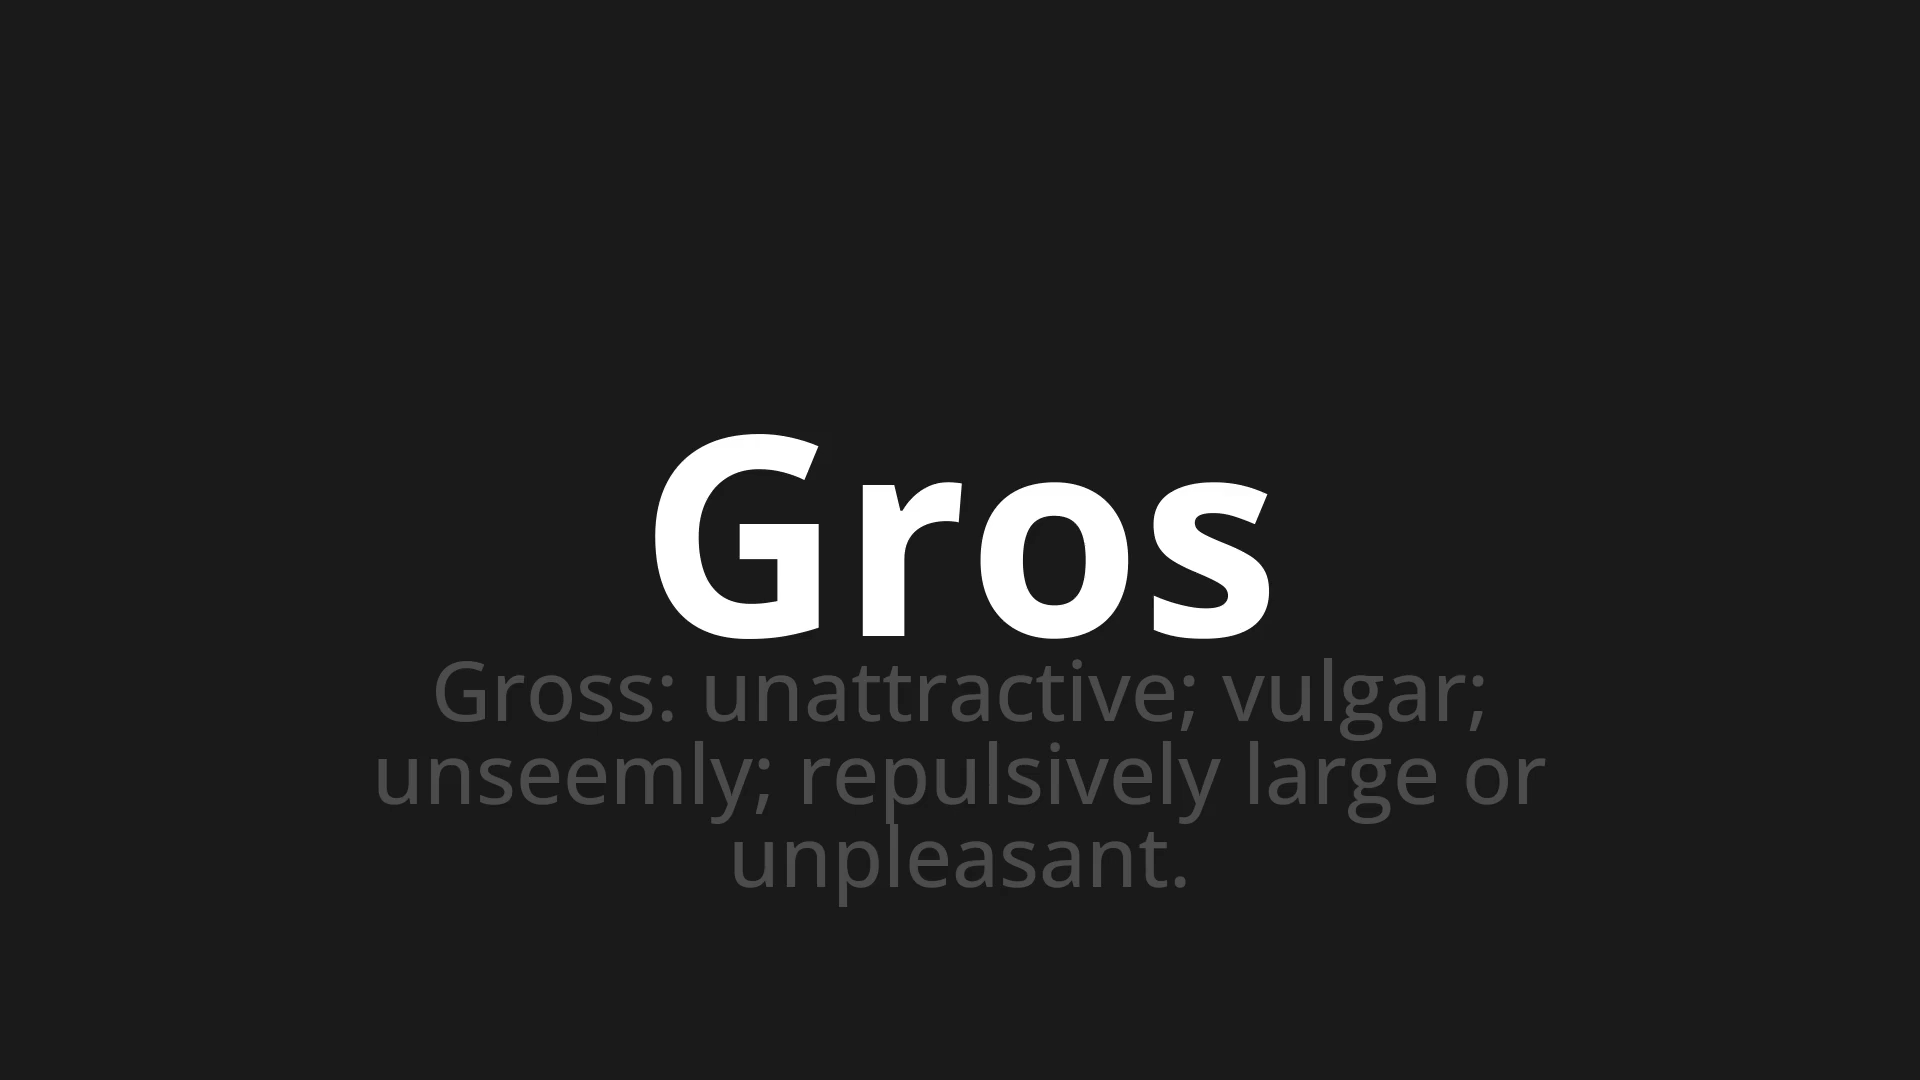 Gros
Gross: unattractive; vulgar;
unseemly; repulsively large or
unpleasant.